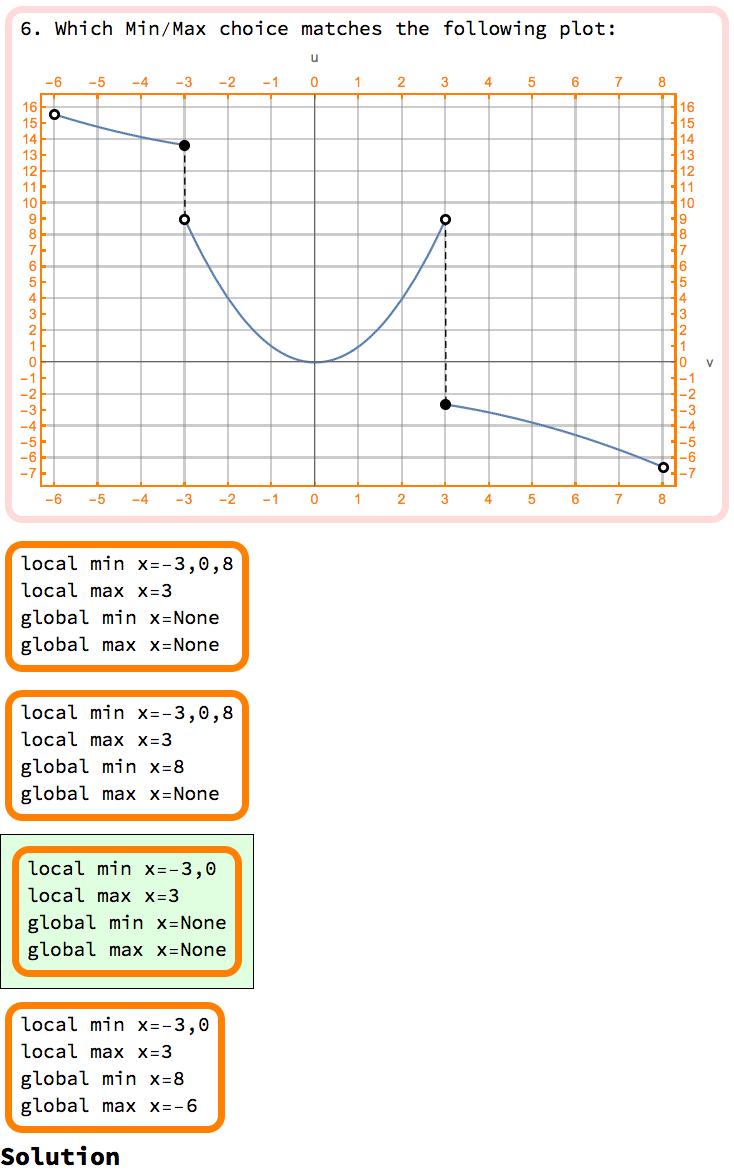 6. Which Min/Max choice matches the following plot:
u
-6 -5 -4 -3 -2 -1 0 1 2 3 4 5 6 7 8
16 16
15 15
14 14
13 13
12 12
11 11
10 10
9 9
8 8
7 7
6 6
5 5
4 4
3 3
2 2
1 1
0 0 v
-1 -1
-2 -2
-3 -3
-4 -4
-5 -5
-6 -6
-7 -7
-6 -5 -4 -3 -2 -1 0 1 2 3 4 5 6 7 8
local min x=-3,0,8
local max x=3
global min x=None
global max x=None
local min x=-3,0,8
local max x=3
global min x=8
global max x=None
local min x=-3,0
local max x=3
global min x=None
global max x=None
local min x=-3,0
local max x=3
global min x=8
global max x=-6
Solution